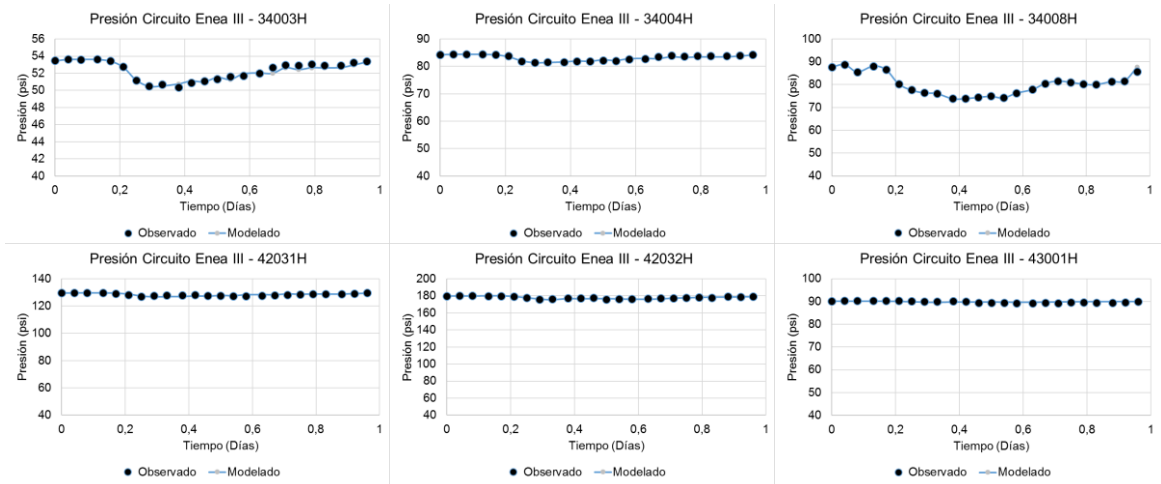 Presión Circuito Enea III - 34003H
56
54
52
50
48
46
44
42
40
Presión (psi)
0 0,2 0,4 0,6 0,8 1
Tiempo (Días)
Observado Modelado
Presión Circuito Enea III - 34004H
90
80
70
60
50
40
Presión (psi)
0 0,2 0,4 0,6 0,8 1
Tiempo (Días)
Observado Modelado
Presión Circuito Enea III - 34008H
100
90
80
70
60
50
40
Presión (psi)
0 0,2 0,4 0,6 0,8 1
Tiempo (Días)
Observado Modelado
Presión Circuito Enea III - 42031H
140
120
100
80
60
40
Presión (psi)
0 0,2 0,4 0,6 0,8 1
Tiempo (Días)
Observado Modelado
Presión Circuito Enea III - 42032H
200
180
160
140
120
100
80
60
40
Presión (psi)
0 0,2 0,4 0,6 0,8 1
Tiempo (Días)
Observado Modelado
Presión Circuito Enea III - 43001H
100
90
80
70
60
50
40
Presión (psi)
0 0,2 0,4 0,6 0,8 1
Tiempo (Días)
Observado Modelado